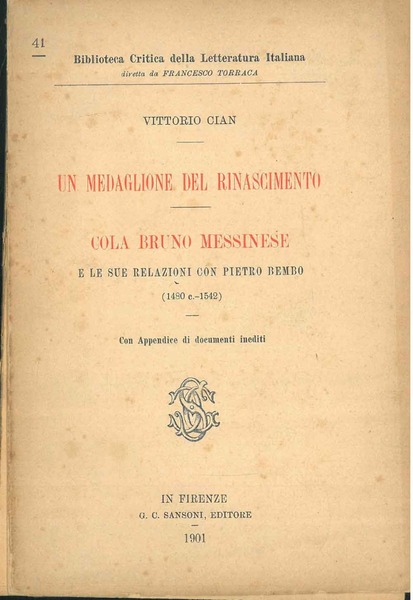 41
Biblioteca Critica della Letteratura Italiana
diretta da FRANCESCO TORRACA
VITTORIO CIAN
UN MEDAGLIONE DEL RINASCIMENTO
COLA BRUNO MESSINESE
E LE SUE RELAZIONI CON PIETRO BEMBO
(1480 c.-1542)
Con Appendice di documenti inediti
IN FIRENZE
G. C. SANSONI, EDITORE
1901